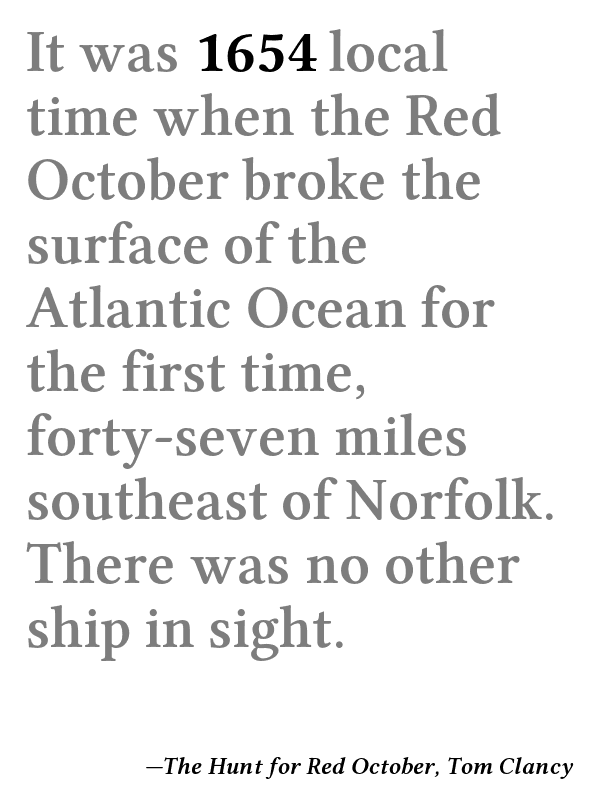 It was 1654 local
time when the Red
October broke the
surface of the
Atlantic Ocean for
the first time,
forty-seven miles
southeast of Norfolk.
There was no other
ship in sight.
—The Hunt for Red October, Tom Clancy